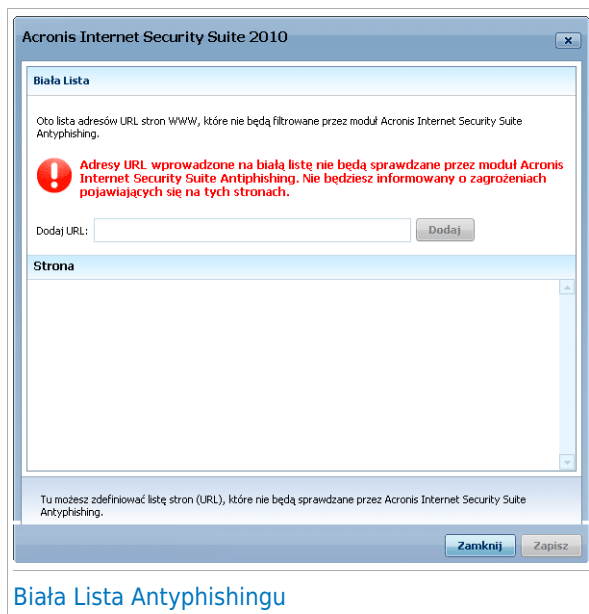 Acronis Internet Security Suite 2010
Biała Lista
Oto lista adresów URL stron WWW, które nie będą filtrowane przez moduł Acronis Internet Security Suite
Antyphishing.
Adresy URL wprowadzone na białą listę nie będą sprawdzane przez moduł Acronis
Internet Security Suite Antiphishing. Nie będziesz informowany o zagrożeniach
pojawiających się na tych stronach.
Dodaj URL:
Dodaj
Strona
Tu możesz zdefiniować listę stron (URL), które nie będą sprawdzane przez Acronis Internet Security Suite
Antyphishing.
Zamknij
Zapisz
Biała Lista Antyphishingu